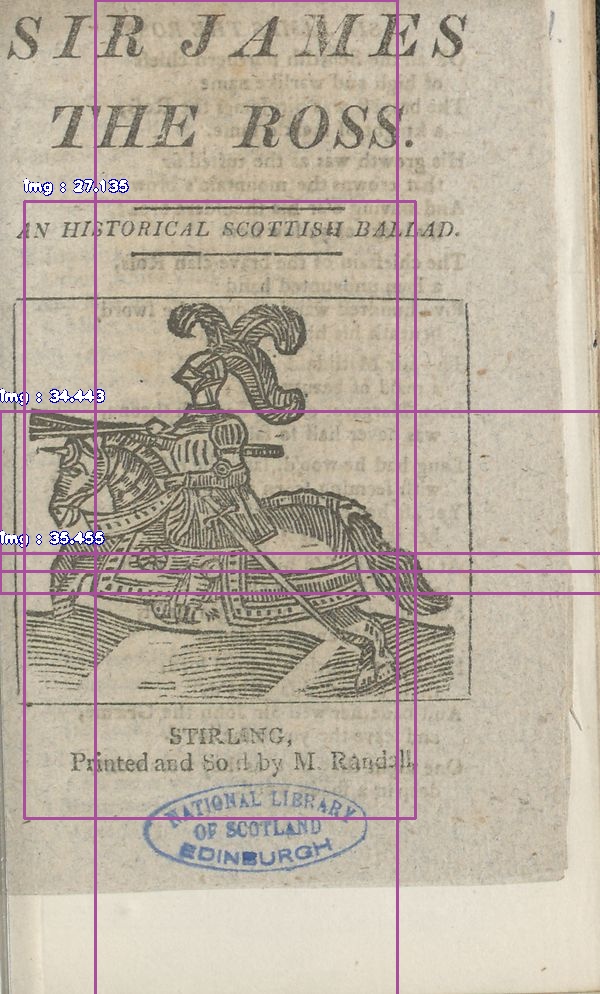 SIR JAMES
THE ROSS.
img : 27.135
AN HISTORICAL SCOTTISH BALLAD.
img : 34.443
img : 35.455
STIRLING,
Printed and Sold by M. Randall,
NATIONAL LIBRARY
OF SCOTLAND
EDINBURGH
1.